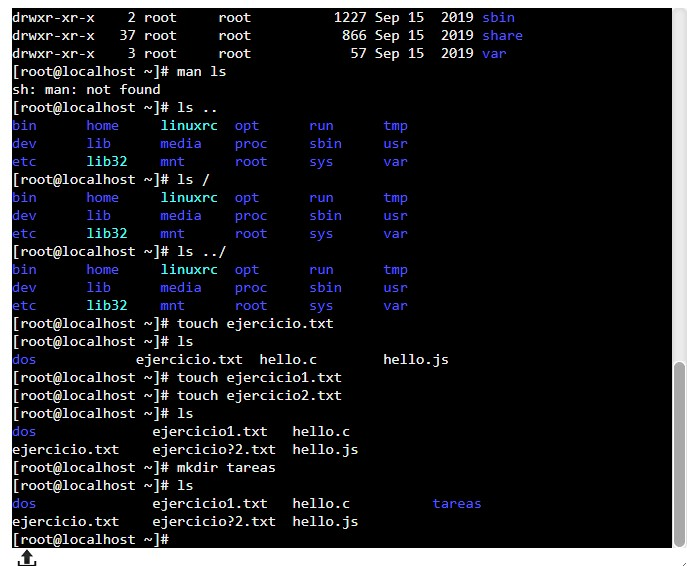 drwxr-xr-x    2 root     root          1227 Sep 15  2019 sbin
drwxr-xr-x   37 root     root           866 Sep 15  2019 share
drwxr-xr-x    3 root     root            57 Sep 15  2019 var
[root@localhost ~]# man ls
sh: man: not found
[root@localhost ~]# ls ..
bin      home     linuxrc  opt      run      tmp
dev      lib      media    proc     sbin     usr
etc      lib32    mnt      root     sys      var
[root@localhost ~]# ls /
bin      home     linuxrc  opt      run      tmp
dev      lib      media    proc     sbin     usr
etc      lib32    mnt      root     sys      var
[root@localhost ~]# ls ../
bin      home     linuxrc  opt      run      tmp
dev      lib      media    proc     sbin     usr
etc      lib32    mnt      root     sys      var
[root@localhost ~]# touch ejercicio.txt
[root@localhost ~]# ls
dos            ejercicio.txt  hello.c        hello.js
[root@localhost ~]# touch ejercicio1.txt
[root@localhost ~]# touch ejercicio2.txt
[root@localhost ~]# ls
dos              ejercicio1.txt   hello.c
ejercicio.txt    ejercicio?2.txt  hello.js
[root@localhost ~]# mkdir tareas
[root@localhost ~]# ls
dos              ejercicio1.txt   hello.c          tareas
ejercicio.txt    ejercicio?2.txt  hello.js
[root@localhost ~]#